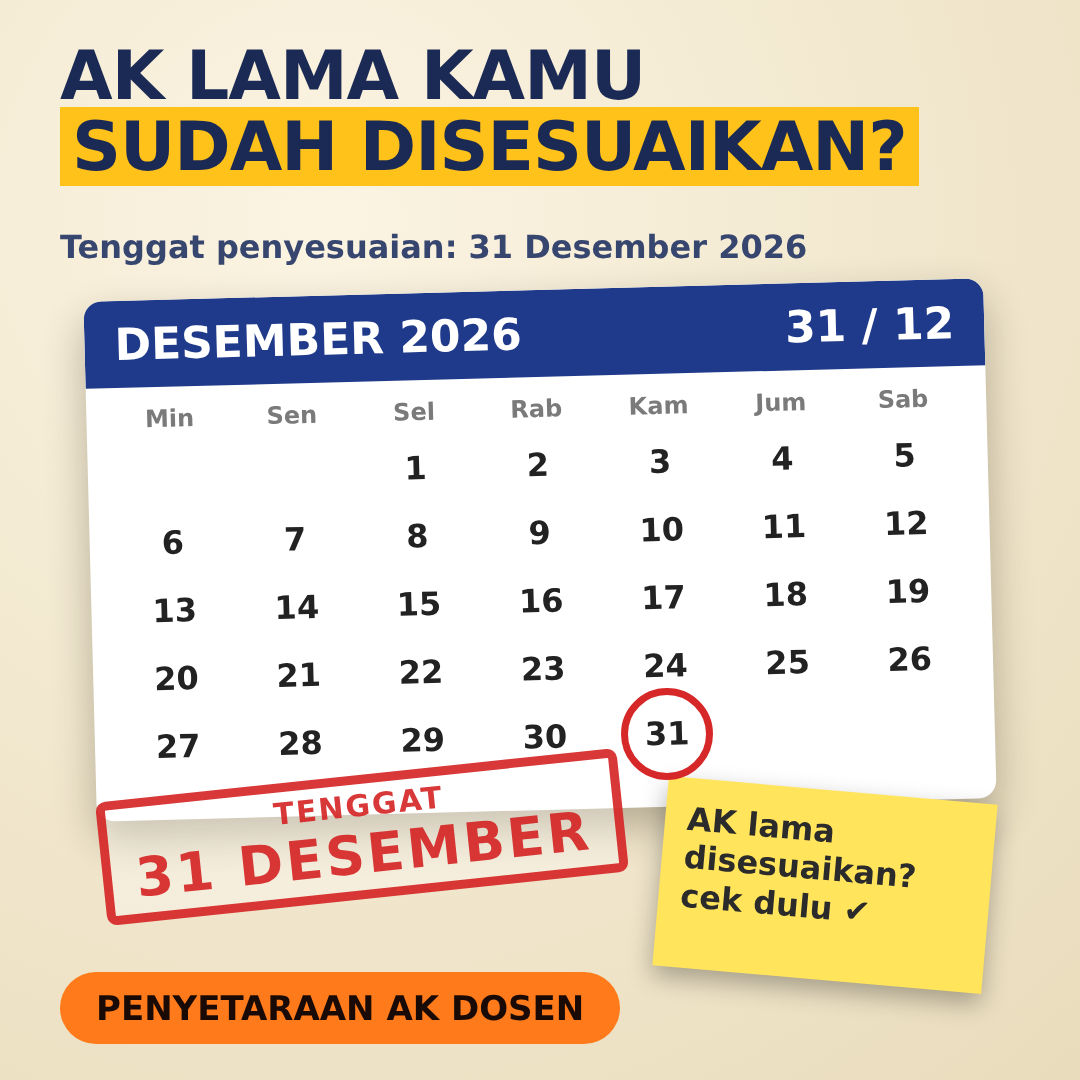 AK LAMA KAMU
SUDAH DISESUAIKAN?
Tenggat penyesuaian: 31 Desember 2026
DESEMBER 2026 31 / 12
Min Sen Sel Rab Kam Jum Sab
1 2 3 4 5
6 7 8 9 10 11 12
13 14 15 16 17 18 19
20 21 22 23 24 25 26
27 28 29 30 31
TENGGAT
31 DESEMBER
AK lama
disesuaikan?
cek dulu ✔
PENYETARAAN AK DOSEN